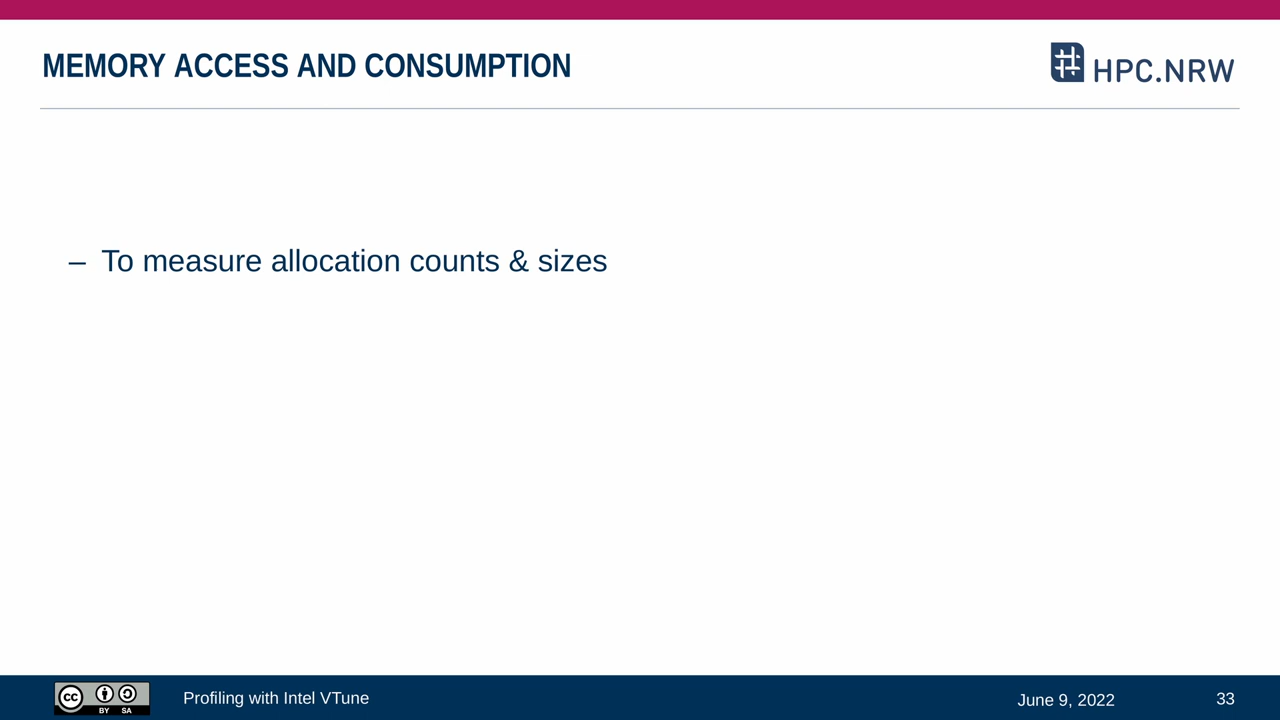 MEMORY ACCESS AND CONSUMPTION
HPC.NRW
– To measure allocation counts & sizes
cc BY SA
Profiling with Intel VTune
June 9, 2022
33